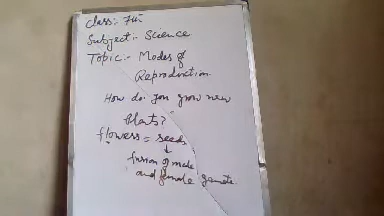 Class:- 7th
Subject:- Science
Topic:- Modes of
Reproduction
How do you grow new
Plants?
flowers = seeds
↓
fusion of male
and female gamete